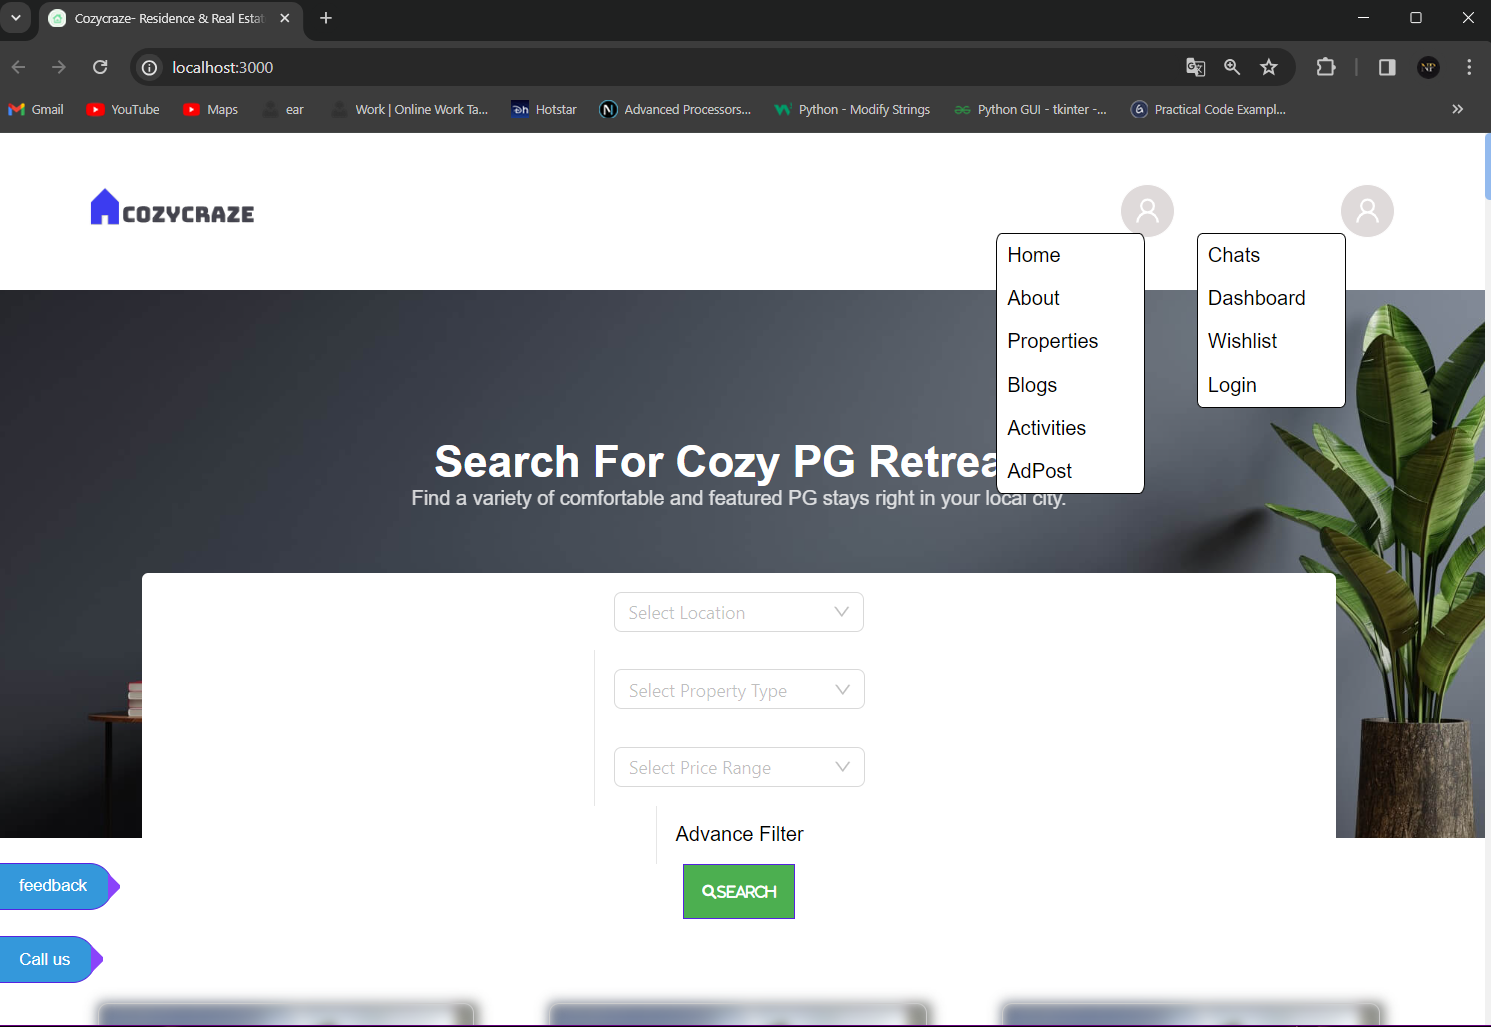 Cozycraze- Residence & Real Estat
localhost:3000
Gmail
YouTube
Maps
ear
Work | Online Work Ta...
Hotstar
Advanced Processors...
Python - Modify Strings
Python GUI - tkinter -...
Practical Code Exampl...
COZYCRAZE
Home
About
Properties
Blogs
Activities
AdPost
Chats
Dashboard
Wishlist
Login
Search For Cozy PG Retrea
Find a variety of comfortable and featured PG stays right in your local city.
Select Location
Select Property Type
Select Price Range
Advance Filter
SEARCH
feedback
Call us